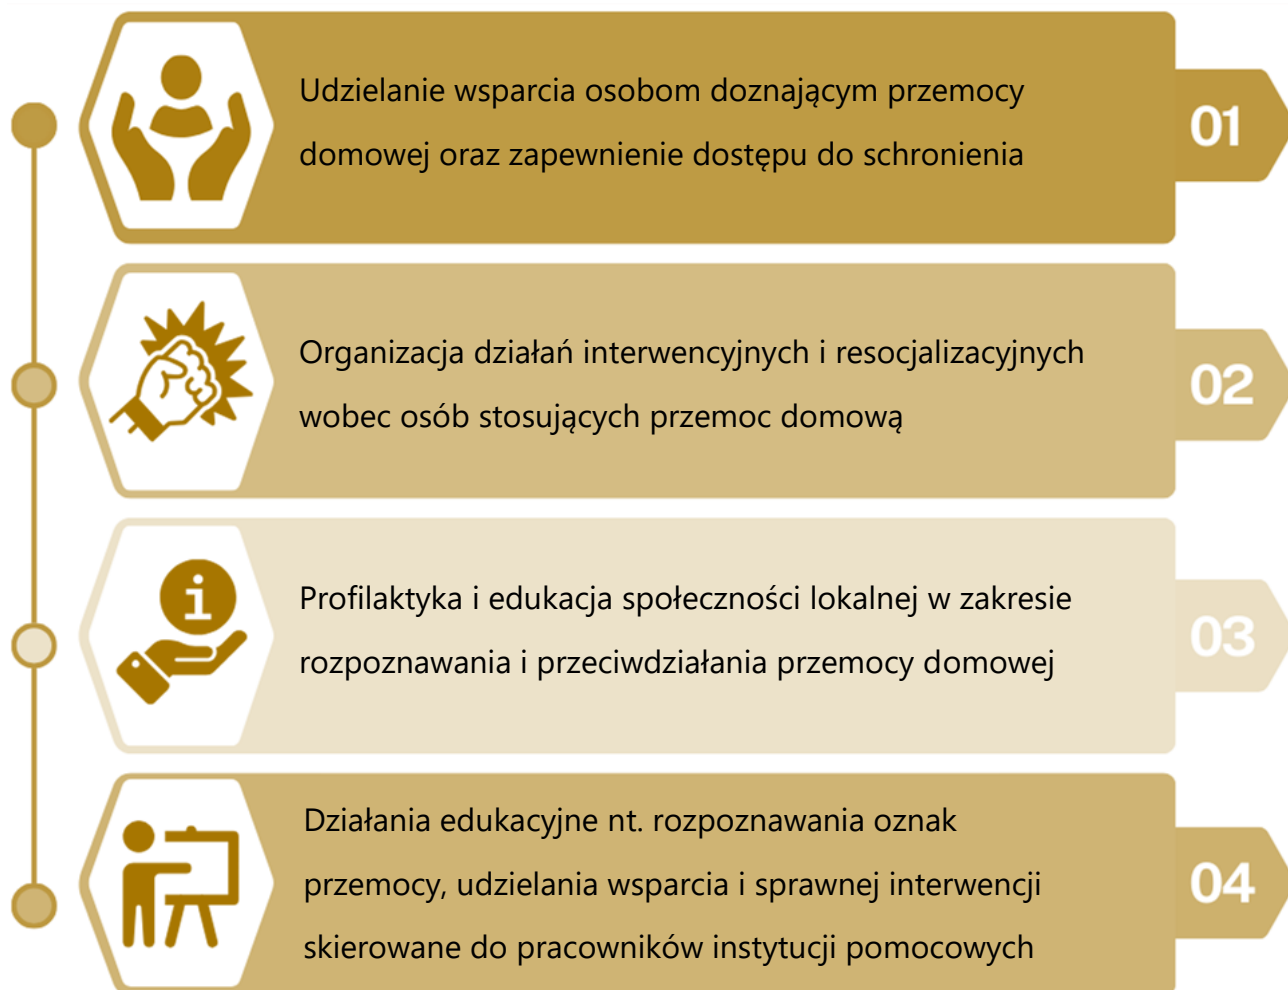 Udzielanie wsparcia osobom doznającym przemocy
domowej oraz zapewnienie dostępu do schronienia
01
Organizacja działań interwencyjnych i resocjalizacyjnych
wobec osób stosujących przemoc domową
02
i
Profilaktyka i edukacja społeczności lokalnej w zakresie
rozpoznawania i przeciwdziałania przemocy domowej
03
Działania edukacyjne nt. rozpoznawania oznak
przemocy, udzielania wsparcia i sprawnej interwencji
skierowane do pracowników instytucji pomocowych
04